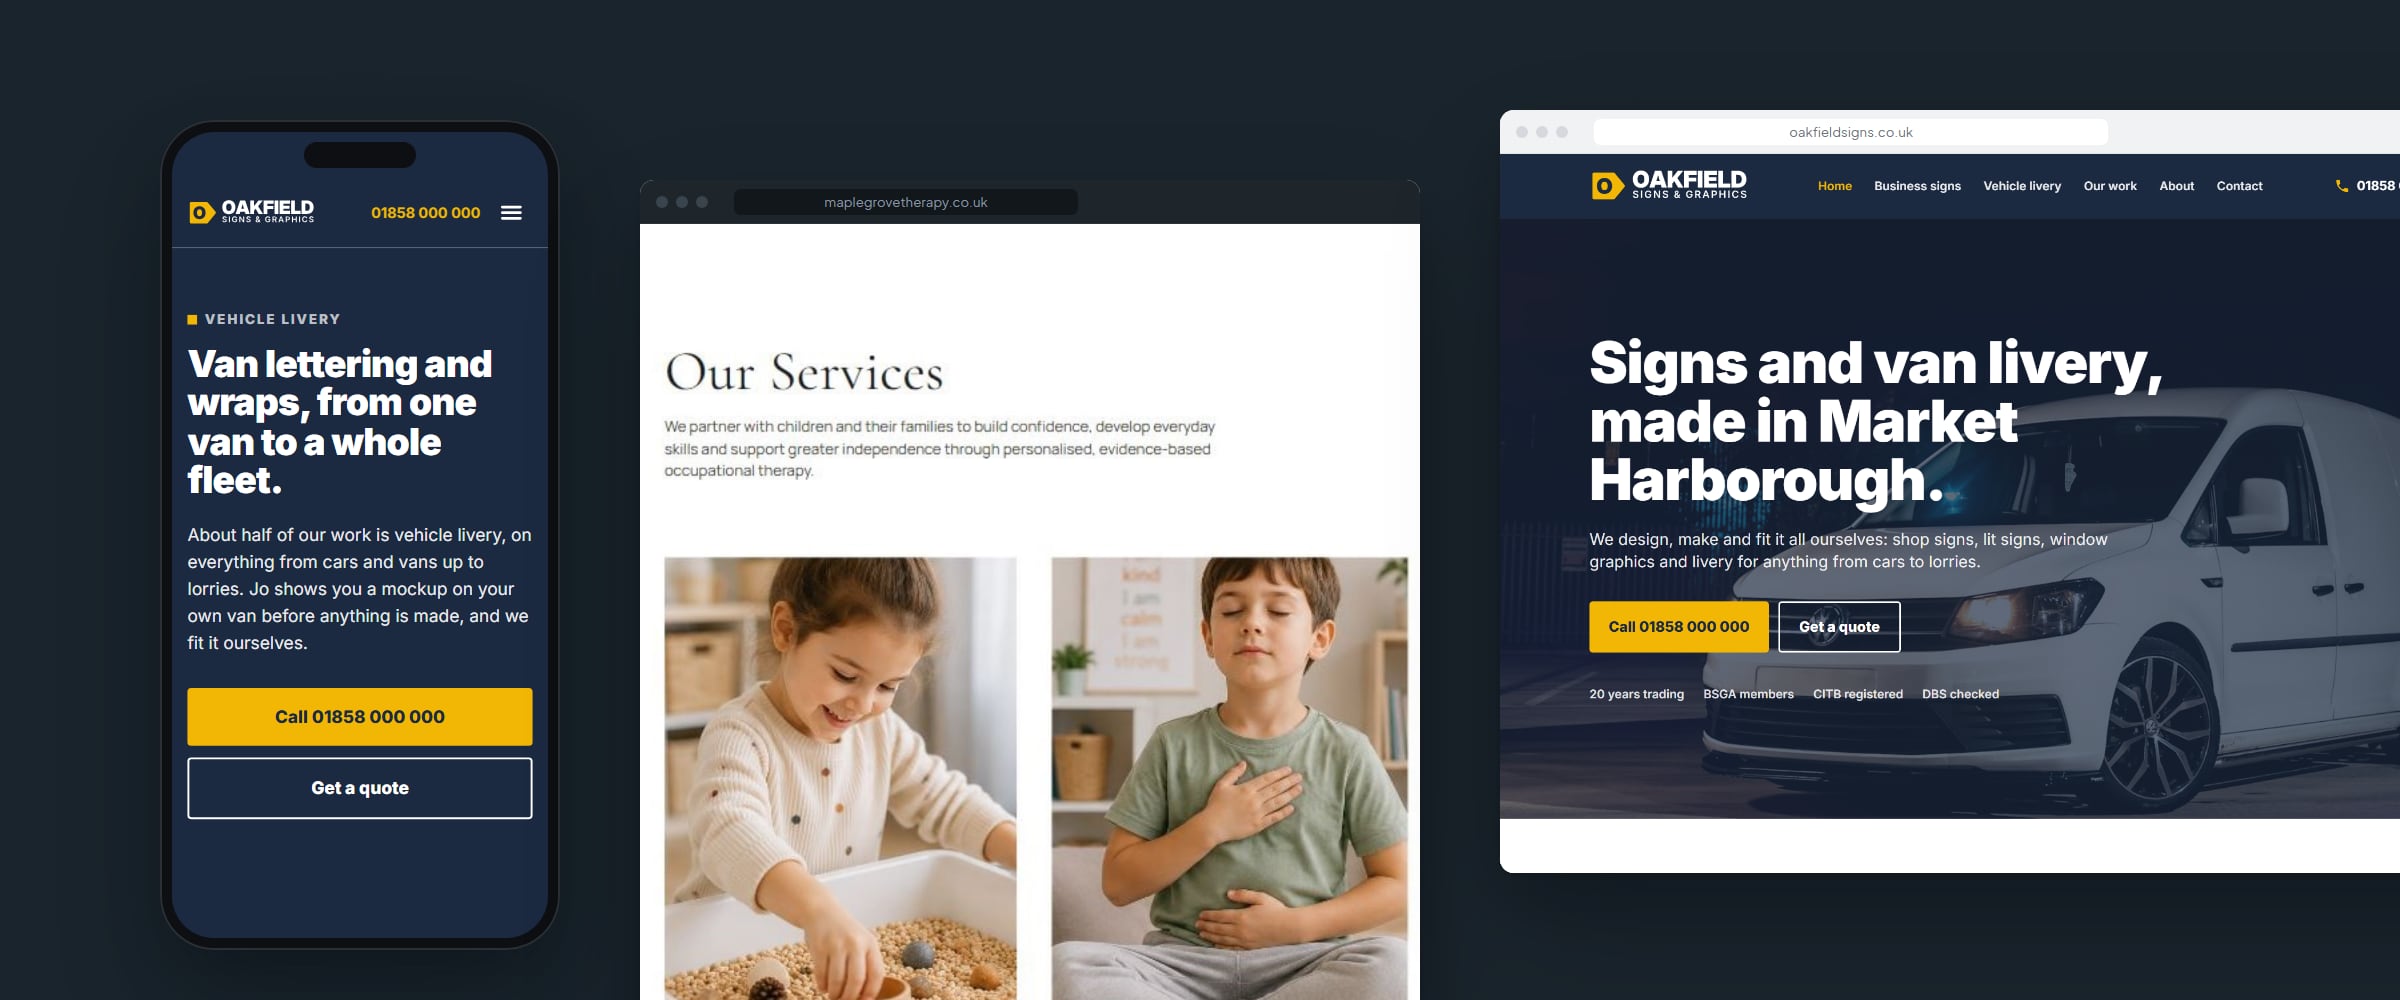 OAKFIELD
SIGNS & GRAPHICS
01858 000 000
VEHICLE LIVERY
Van lettering and
wraps, from one
van to a whole
fleet.
About half of our work is vehicle livery, on
everything from cars and vans up to
lorries. Jo shows you a mockup on your
own van before anything is made, and we
fit it ourselves.
Call 01858 000 000
Get a quote
maplegrovetherapy.co.uk
Our Services
We partner with children and their families to build confidence, develop everyday
skills and support greater independence through personalised, evidence-based
occupational therapy.
kind
I am
calm
I am
strong
oakfieldsigns.co.uk
OAKFIELD
SIGNS & GRAPHICS
Home Business signs Vehicle livery Our work About Contact 01858
Signs and van livery,
made in Market
Harborough.
We design, make and fit it all ourselves: shop signs, lit signs, window
graphics and livery for anything from cars to lorries.
Call 01858 000 000
Get a quote
20 years trading BSGA members CITB registered DBS checked